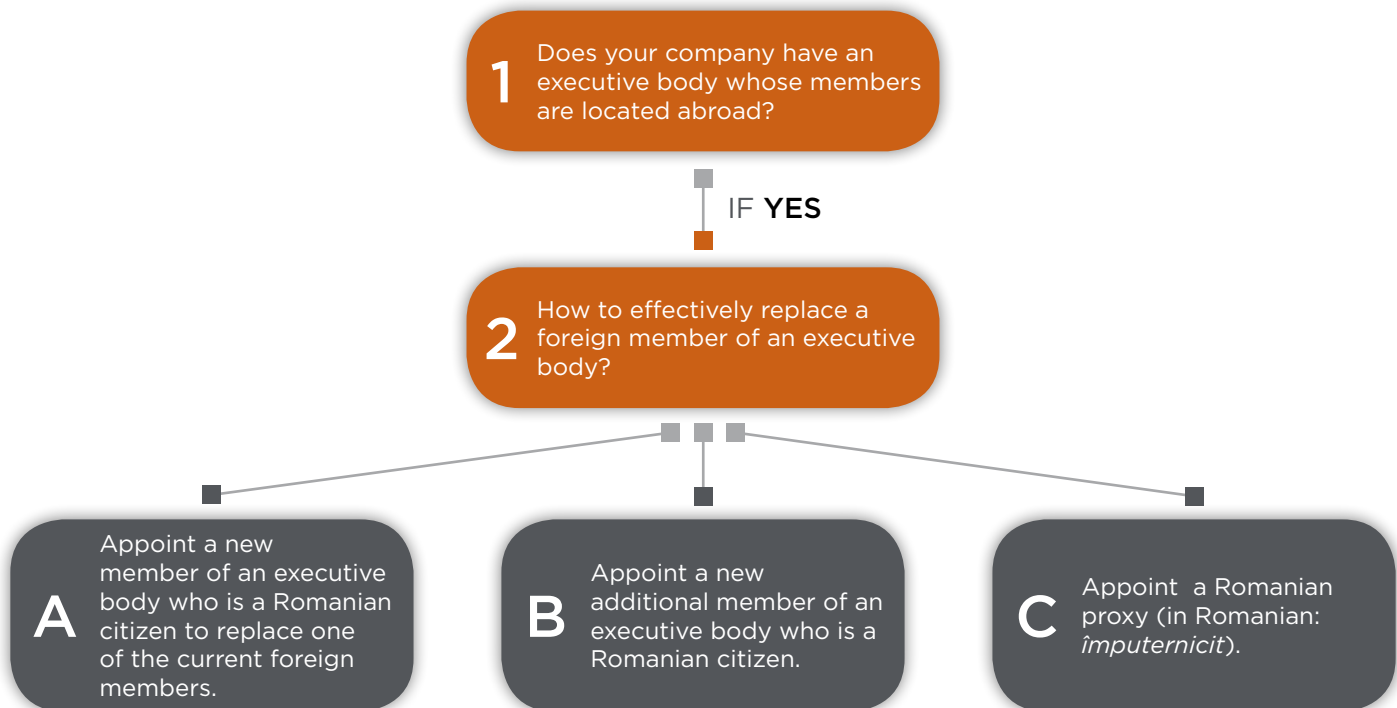 1
Does your company have an
executive body whose members
are located abroad?
IF YES
2
How to effectively replace a
foreign member of an executive
body?
A
Appoint a new
member of an executive
body who is a Romanian
citizen to replace one
of the current foreign
members.
B
Appoint a new
additional member of an
executive body who is a
Romanian citizen.
C
Appoint a Romanian
proxy (in Romanian:
împuternicit).